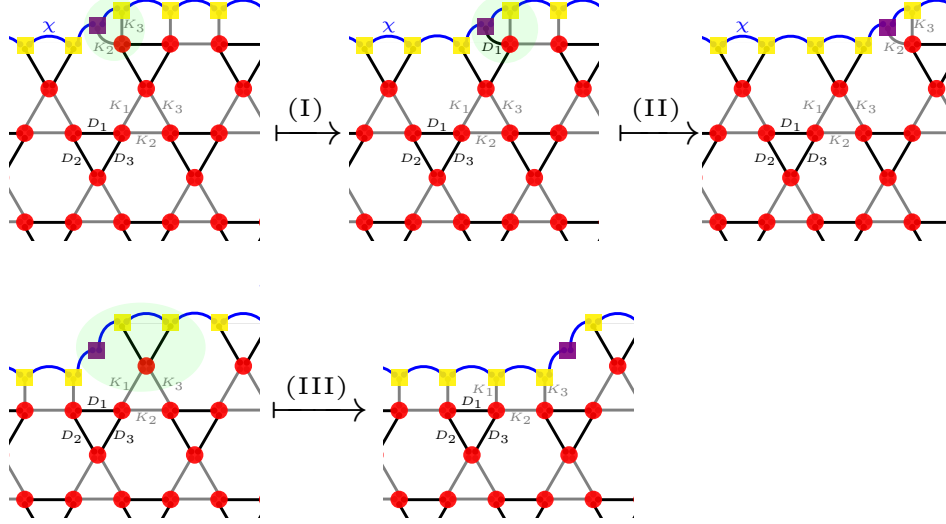 χ K₃ χ χ K₃
K₂ D₁ K₂
(I) (II)
K₁ K₃ K₁ K₃ K₁ K₃
D₁ K₂ D₁ K₂ D₁ K₂
D₂ D₃ D₂ D₃ D₂ D₃
K₁ K₃ (III) K₁ K₃
D₁ K₂ D₁ K₂
D₂ D₃ D₂ D₃